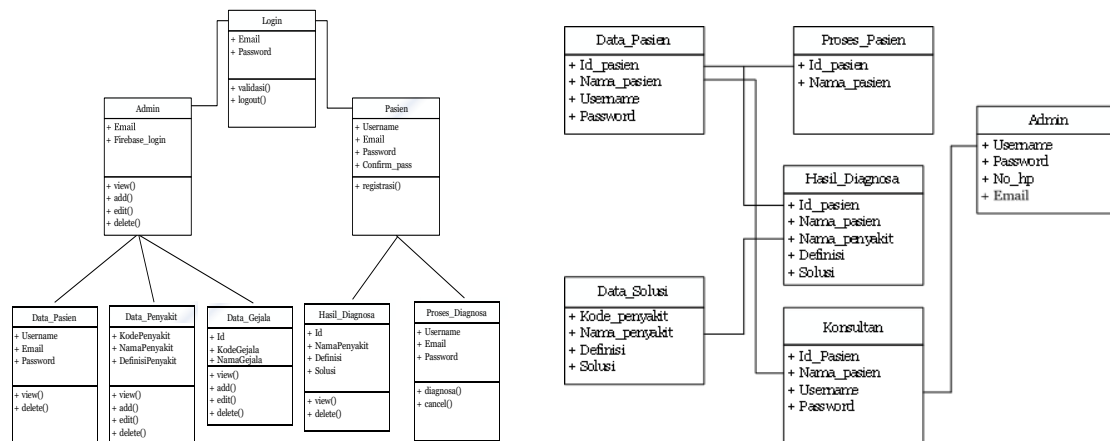 Login
+ Email
+ Password
+ validasi()
+ logout()
Admin
+ Email
+ Firebase_login
+ view()
+ add()
+ edit()
+ delete()
Pasien
+ Username
+ Email
+ Password
+ Confirm_pass
+ registrasi()
Data_Pasien
+ Username
+ Email
+ Password
+ view()
+ delete()
Data_Penyakit
+ KodePenyakit
+ NamaPenyakit
+ DefinisiPenyakit
+ view()
+ add()
+ edit()
+ delete()
Data_Gejala
+ Id
+ KodeGejala
+ NamaGejala
+ view()
+ add()
+ edit()
+ delete()
Hasil_Diagnosa
+ Id
+ NamaPenyakit
+ Definisi
+ Solusi
+ view()
+ delete()
Proses_Diagnosa
+ Username
+ Email
+ Password
+ diagnosa()
+ cancel()
Data_Pasien
+ Id_pasien
+ Nama_pasien
+ Username
+ Password
Proses_Pasien
+ Id_pasien
+ Nama_pasien
Admin
+ Username
+ Password
+ No_hp
+ Email
Hasil_Diagnosa
+ Id_pasien
+ Nama_pasien
+ Nama_penyakit
+ Definisi
+ Solusi
Data_Solusi
+ Kode_penyakit
+ Nama_penyakit
+ Definisi
+ Solusi
Konsultan
+ Id_Pasien
+ Nama_pasien
+ Username
+ Password